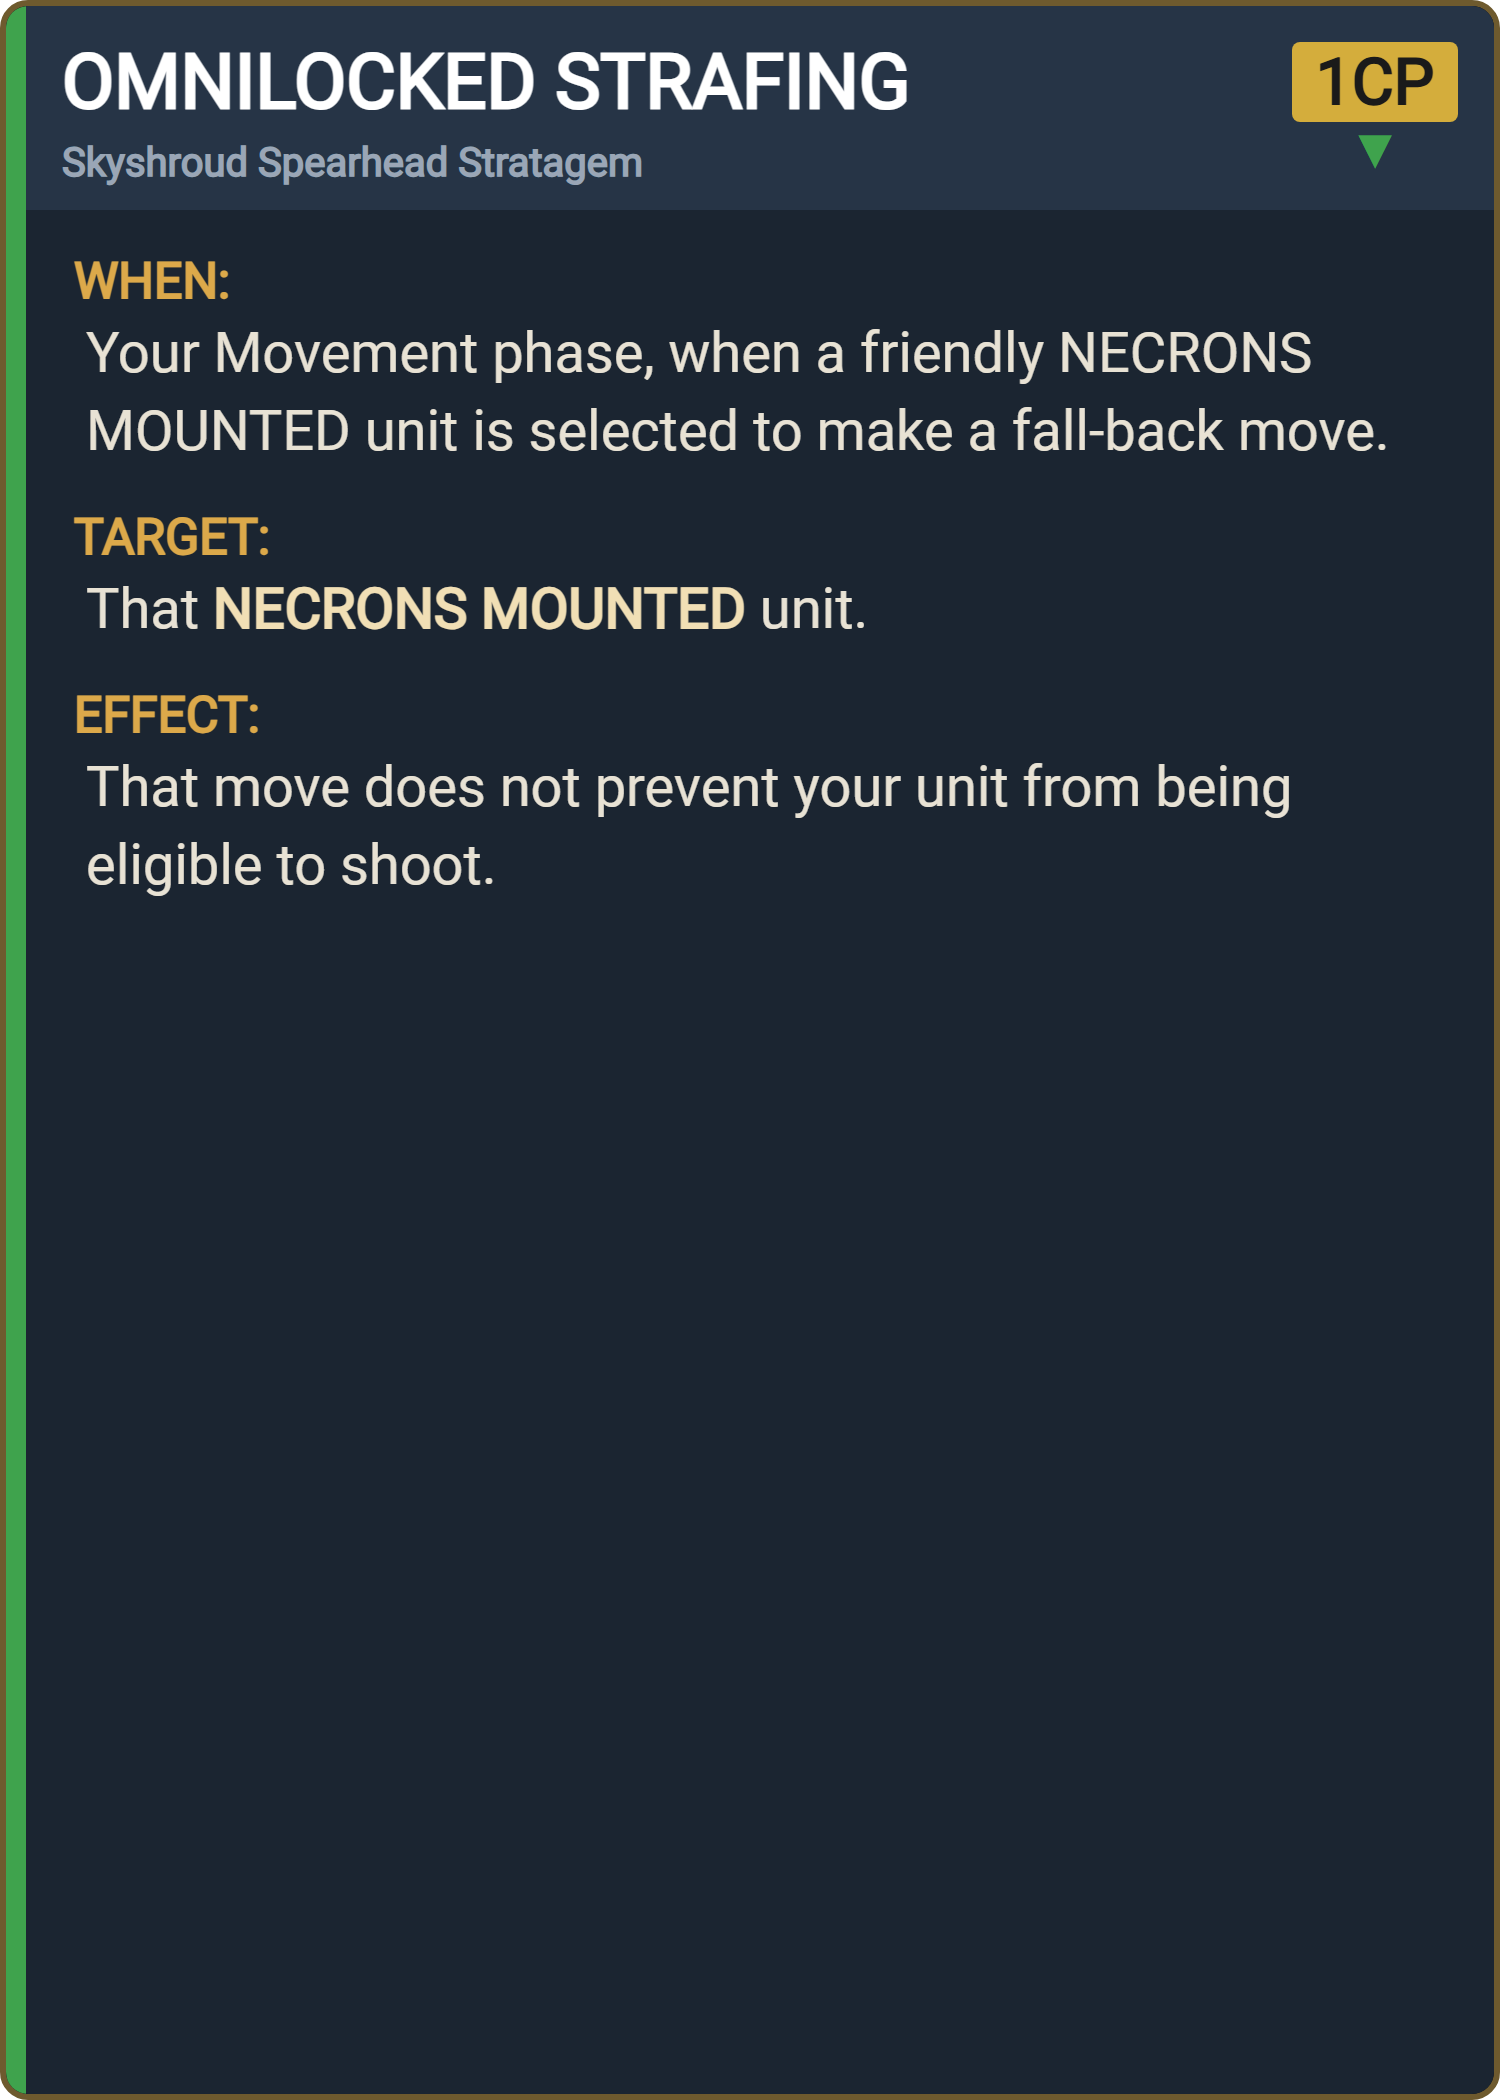 OMNILOCKED STRAFING
1CP
Skyshroud Spearhead Stratagem
WHEN:
Your Movement phase, when a friendly NECRONS
MOUNTED unit is selected to make a fall-back move.
TARGET:
That NECRONS MOUNTED unit.
EFFECT:
That move does not prevent your unit from being
eligible to shoot.